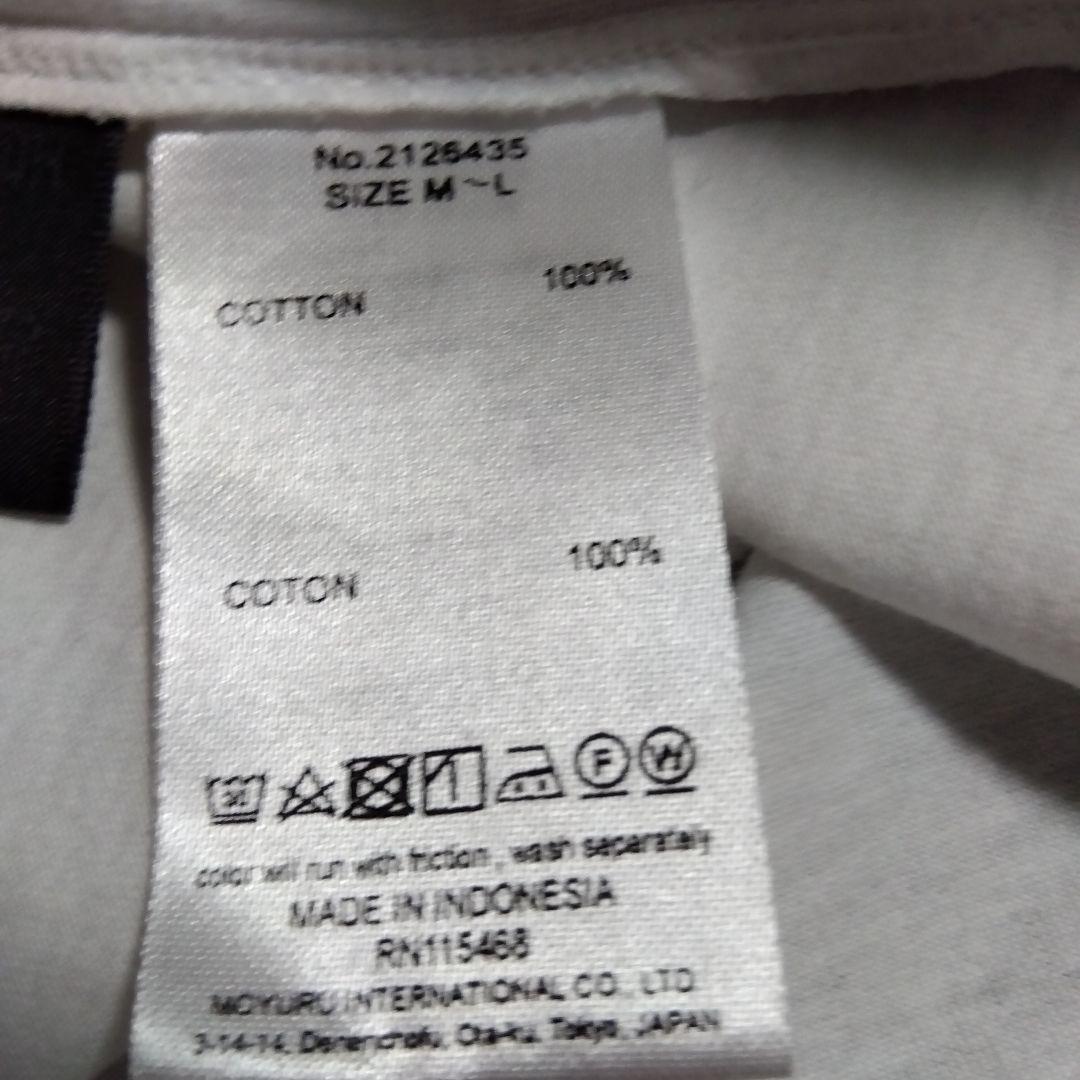 No.2126435
SIZE M~L
COTTON 100%
COTON 100%
30
F W
color will run with friction, wash separately
MADE IN INDONESIA
RN115468
MOYURU INTERNATIONAL CO., LTD
3-14-14, Denenchofu, Ota-Ku, Tokyo, JAPAN